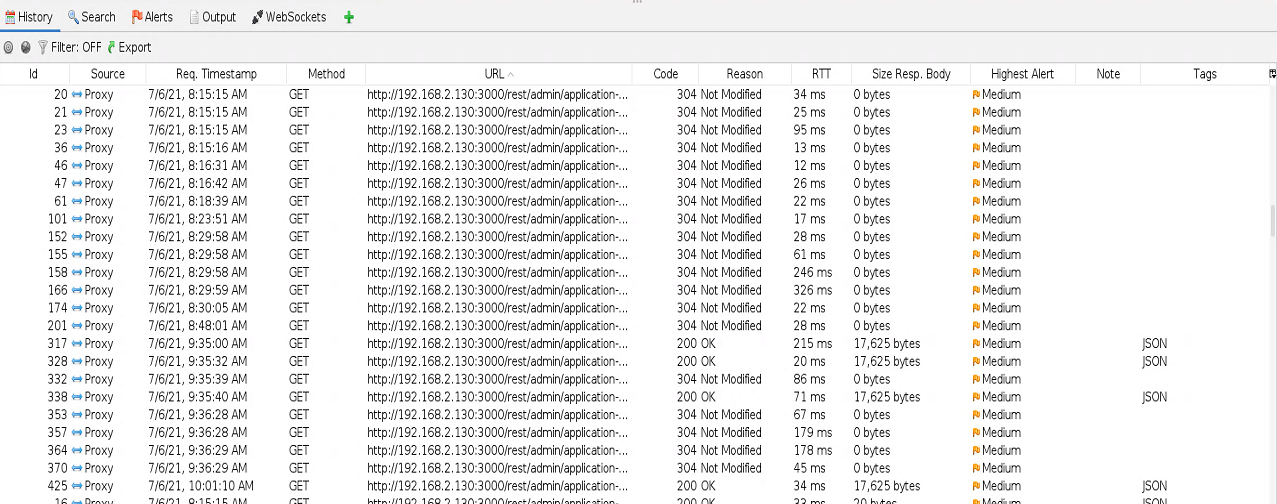 History Search Alerts Output WebSockets
Filter: OFF Export
Id Source Req. Timestamp Method URL Code Reason RTT Size Resp. Body Highest Alert Note Tags
20 Proxy 7/6/21, 8:15:15 AM GET http://192.168.2.130:3000/rest/admin/application-... 304 Not Modified 34 ms 0 bytes Medium
21 Proxy 7/6/21, 8:15:15 AM GET http://192.168.2.130:3000/rest/admin/application-... 304 Not Modified 25 ms 0 bytes Medium
23 Proxy 7/6/21, 8:15:15 AM GET http://192.168.2.130:3000/rest/admin/application-... 304 Not Modified 95 ms 0 bytes Medium
36 Proxy 7/6/21, 8:15:16 AM GET http://192.168.2.130:3000/rest/admin/application-... 304 Not Modified 13 ms 0 bytes Medium
46 Proxy 7/6/21, 8:16:31 AM GET http://192.168.2.130:3000/rest/admin/application-... 304 Not Modified 12 ms 0 bytes Medium
47 Proxy 7/6/21, 8:16:42 AM GET http://192.168.2.130:3000/rest/admin/application-... 304 Not Modified 26 ms 0 bytes Medium
61 Proxy 7/6/21, 8:18:39 AM GET http://192.168.2.130:3000/rest/admin/application-... 304 Not Modified 22 ms 0 bytes Medium
101 Proxy 7/6/21, 8:23:51 AM GET http://192.168.2.130:3000/rest/admin/application-... 304 Not Modified 17 ms 0 bytes Medium
152 Proxy 7/6/21, 8:29:58 AM GET http://192.168.2.130:3000/rest/admin/application-... 304 Not Modified 28 ms 0 bytes Medium
155 Proxy 7/6/21, 8:29:58 AM GET http://192.168.2.130:3000/rest/admin/application-... 304 Not Modified 61 ms 0 bytes Medium
158 Proxy 7/6/21, 8:29:58 AM GET http://192.168.2.130:3000/rest/admin/application-... 304 Not Modified 246 ms 0 bytes Medium
166 Proxy 7/6/21, 8:29:59 AM GET http://192.168.2.130:3000/rest/admin/application-... 304 Not Modified 326 ms 0 bytes Medium
174 Proxy 7/6/21, 8:30:05 AM GET http://192.168.2.130:3000/rest/admin/application-... 304 Not Modified 22 ms 0 bytes Medium
201 Proxy 7/6/21, 8:48:01 AM GET http://192.168.2.130:3000/rest/admin/application-... 304 Not Modified 28 ms 0 bytes Medium
317 Proxy 7/6/21, 9:35:00 AM GET http://192.168.2.130:3000/rest/admin/application-... 200 OK 215 ms 17,625 bytes Medium JSON
328 Proxy 7/6/21, 9:35:32 AM GET http://192.168.2.130:3000/rest/admin/application-... 200 OK 20 ms 17,625 bytes Medium JSON
332 Proxy 7/6/21, 9:35:39 AM GET http://192.168.2.130:3000/rest/admin/application-... 304 Not Modified 86 ms 0 bytes Medium
338 Proxy 7/6/21, 9:35:40 AM GET http://192.168.2.130:3000/rest/admin/application-... 200 OK 71 ms 17,625 bytes Medium JSON
353 Proxy 7/6/21, 9:36:28 AM GET http://192.168.2.130:3000/rest/admin/application-... 304 Not Modified 67 ms 0 bytes Medium
357 Proxy 7/6/21, 9:36:28 AM GET http://192.168.2.130:3000/rest/admin/application-... 304 Not Modified 179 ms 0 bytes Medium
364 Proxy 7/6/21, 9:36:29 AM GET http://192.168.2.130:3000/rest/admin/application-... 304 Not Modified 178 ms 0 bytes Medium
370 Proxy 7/6/21, 9:36:29 AM GET http://192.168.2.130:3000/rest/admin/application-... 304 Not Modified 45 ms 0 bytes Medium
425 Proxy 7/6/21, 10:01:10 AM GET http://192.168.2.130:3000/rest/admin/application-... 200 OK 34 ms 17,625 bytes Medium JSON
16 Proxy 7/6/21, 8:15:15 AM GET http://192.168.2.130:3000/rest/admin/application-... 200 OK 33 ms 20 bytes Medium JSON